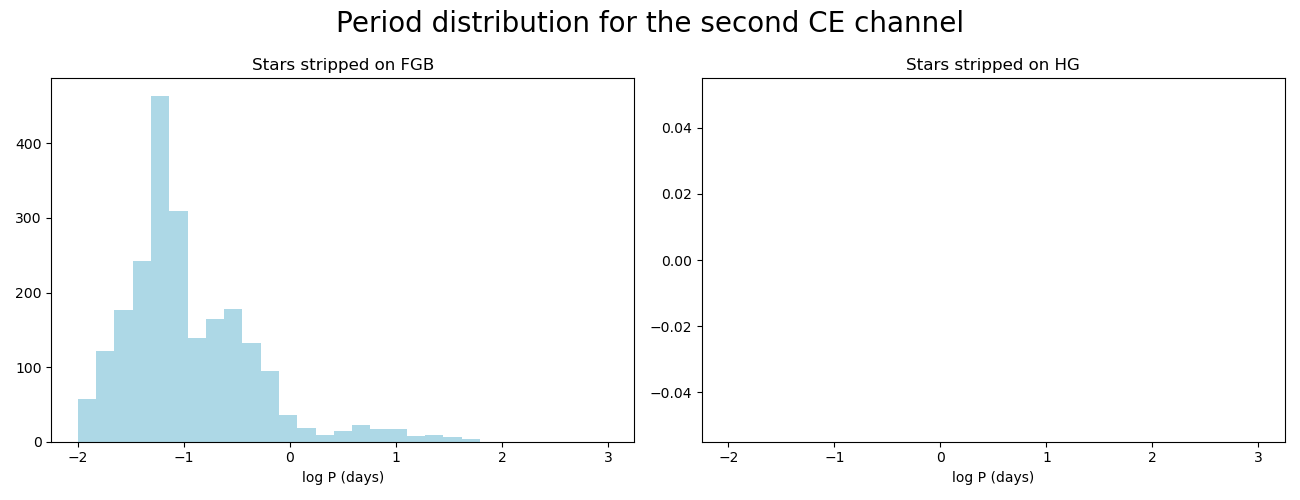 Period distribution for the second CE channel
Stars stripped on FGB
400
300
200
100
0
−2 −1 0 1 2 3
log P (days)
Stars stripped on HG
0.04
0.02
0.00
−0.02
−0.04
−2 −1 0 1 2 3
log P (days)